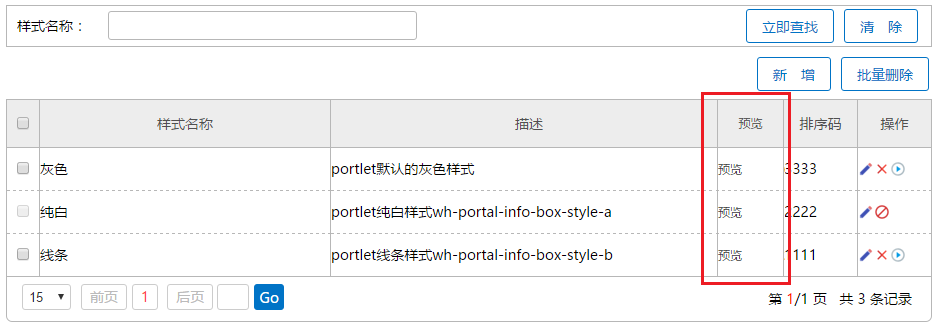 样式名称：
立即查找 清 除
新 增 批量删除
样式名称 描述 预览 排序码 操作
灰色 portlet默认的灰色样式 预览 3333
纯白 portlet纯白样式wh-portal-info-box-style-a 预览 2222
线条 portlet线条样式wh-portal-info-box-style-b 预览 1111
15 前页 1 后页 Go 第 1/1 页 共 3 条记录